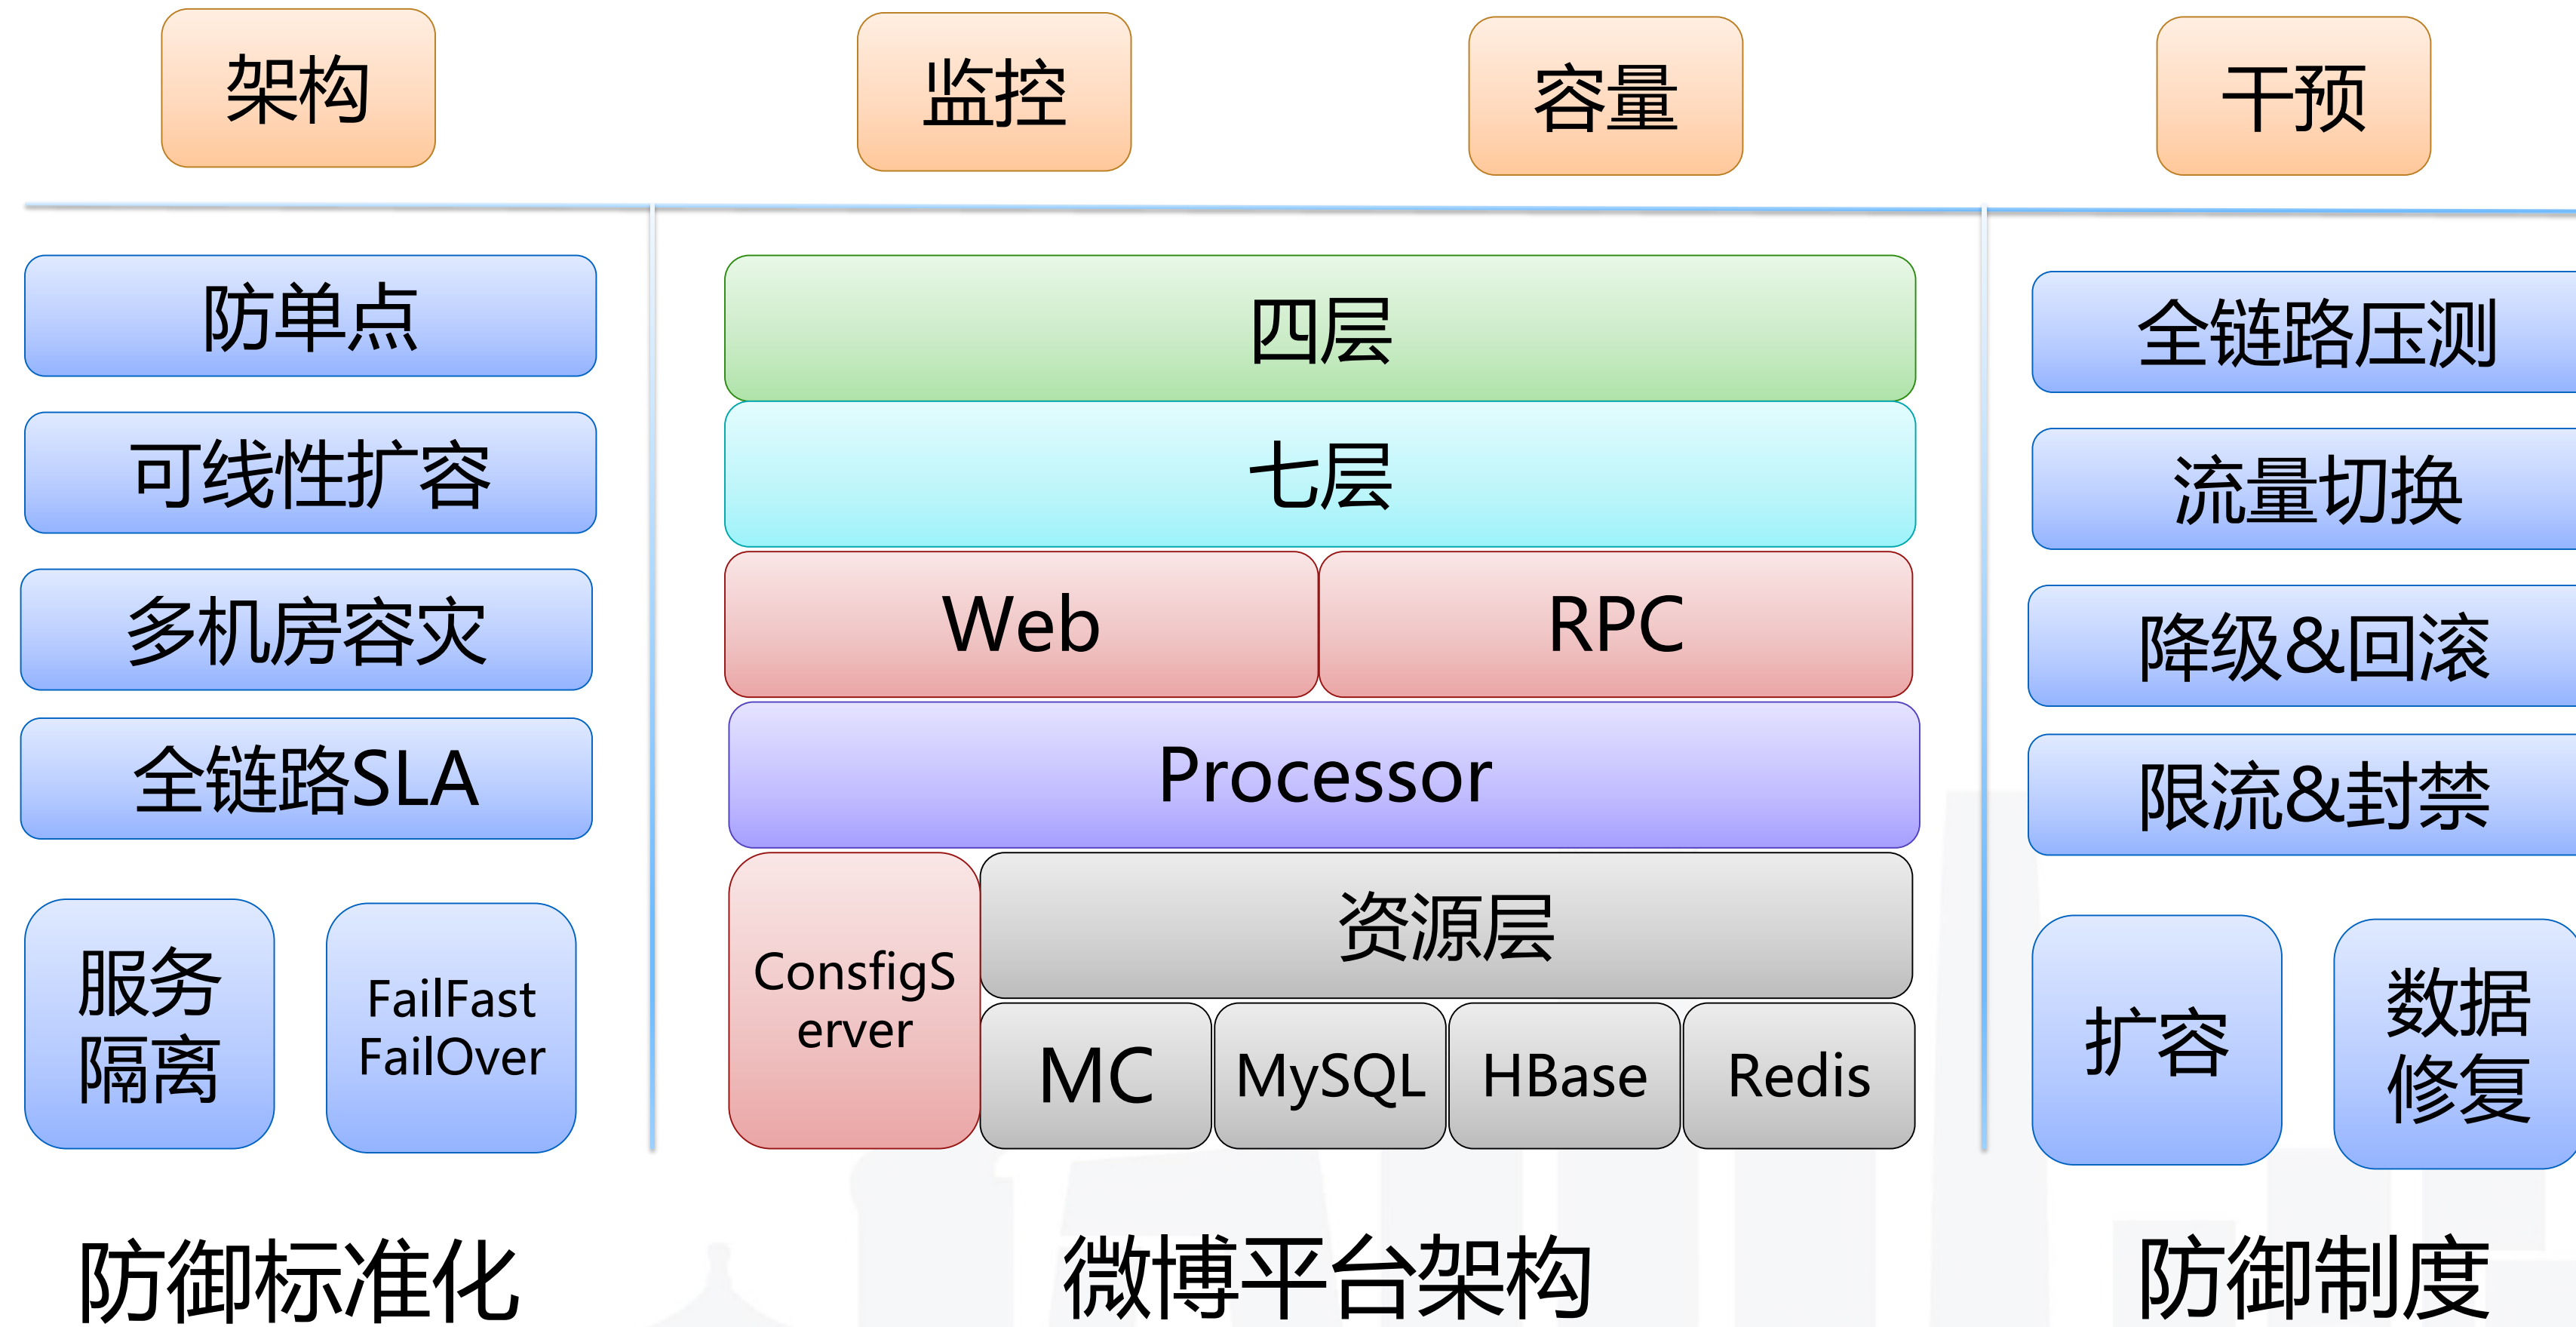 架构
监控
容量
干预
防单点
可线性扩容
多机房容灾
全链路SLA
服务
隔离
FailFast
FailOver
防御标准化
四层
七层
Web
RPC
Processor
ConsfigS
erver
资源层
MC
MySQL
HBase
Redis
微博平台架构
全链路压测
流量切换
降级&回滚
限流&封禁
扩容
数据
修复
防御制度